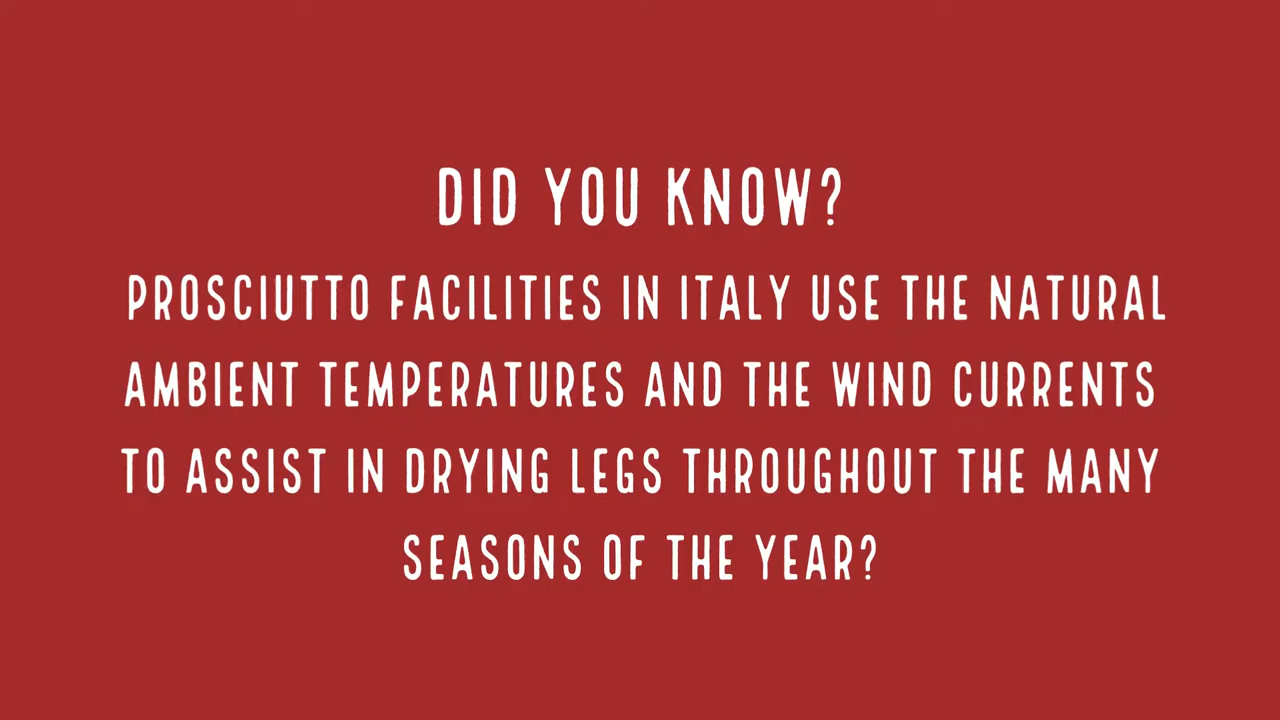 DID YOU KNOW?
PROSCIUTTO FACILITIES IN ITALY USE THE NATURAL
AMBIENT TEMPERATURES AND THE WIND CURRENTS
TO ASSIST IN DRYING LEGS THROUGHOUT THE MANY
SEASONS OF THE YEAR?